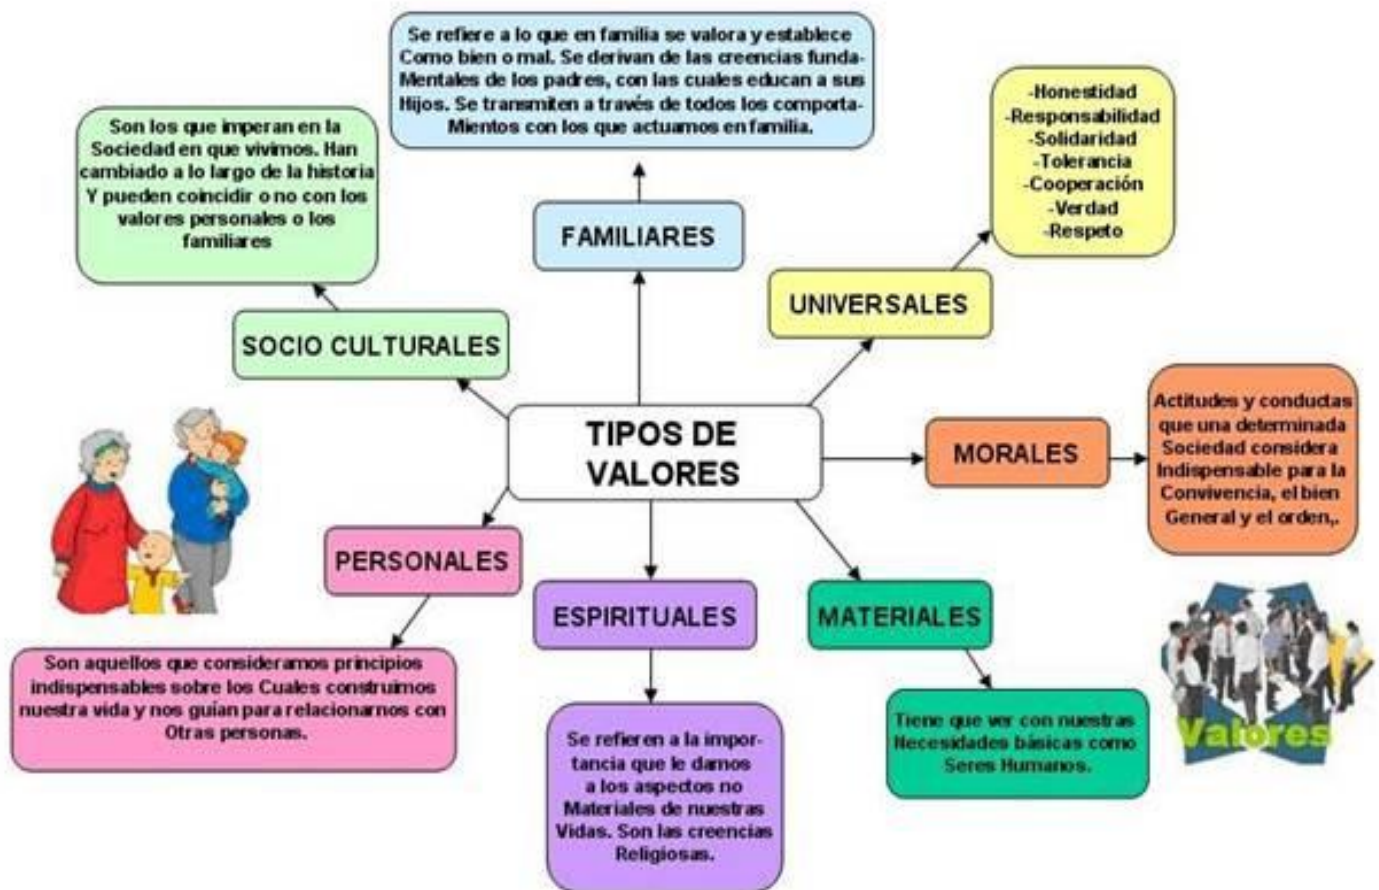 Se refiere a lo que en familia se valora y establece
Como bien o mal. Se derivan de las creencias funda-
Mentales de los padres, con las cuales educan a sus
Hijos. Se transmiten a través de todos los comporta-
Mientos con los que actuamos en familia.
FAMILIARES
-Honestidad
-Responsabilidad
-Solidaridad
-Tolerancia
-Cooperación
-Verdad
-Respeto
UNIVERSALES
Son los que imperan en la
Sociedad en que vivimos. Han
cambiado a lo largo de la historia
Y pueden coincidir o no con los
valores personales o los
familiares
SOCIO CULTURALES
TIPOS DE
VALORES
MORALES
Actitudes y conductas
que una determinada
Sociedad considera
Indispensable para la
Convivencia, el bien
General y el orden,.
PERSONALES
Son aquellos que consideramos principios
indispensables sobre los Cuales construimos
nuestra vida y nos guían para relacionarnos con
Otras personas.
ESPIRITUALES
Se refieren a la impor-
tancia que le damos
a los aspectos no
Materiales de nuestras
Vidas. Son las creencias
Religiosas.
MATERIALES
Tiene que ver con nuestras
Necesidades básicas como
Seres Humanos.
Valores